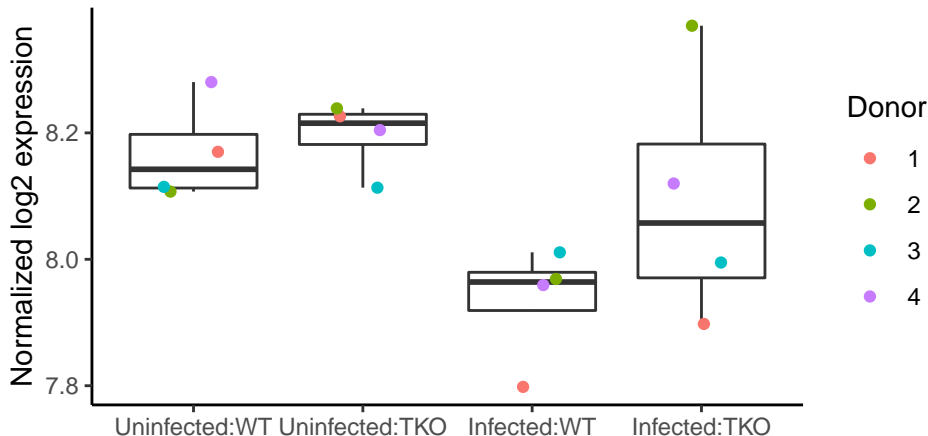 Normalized log2 expression
8.2
8.0
7.8
Uninfected:WT Uninfected:TKO Infected:WT Infected:TKO
Donor
1
2
3
4